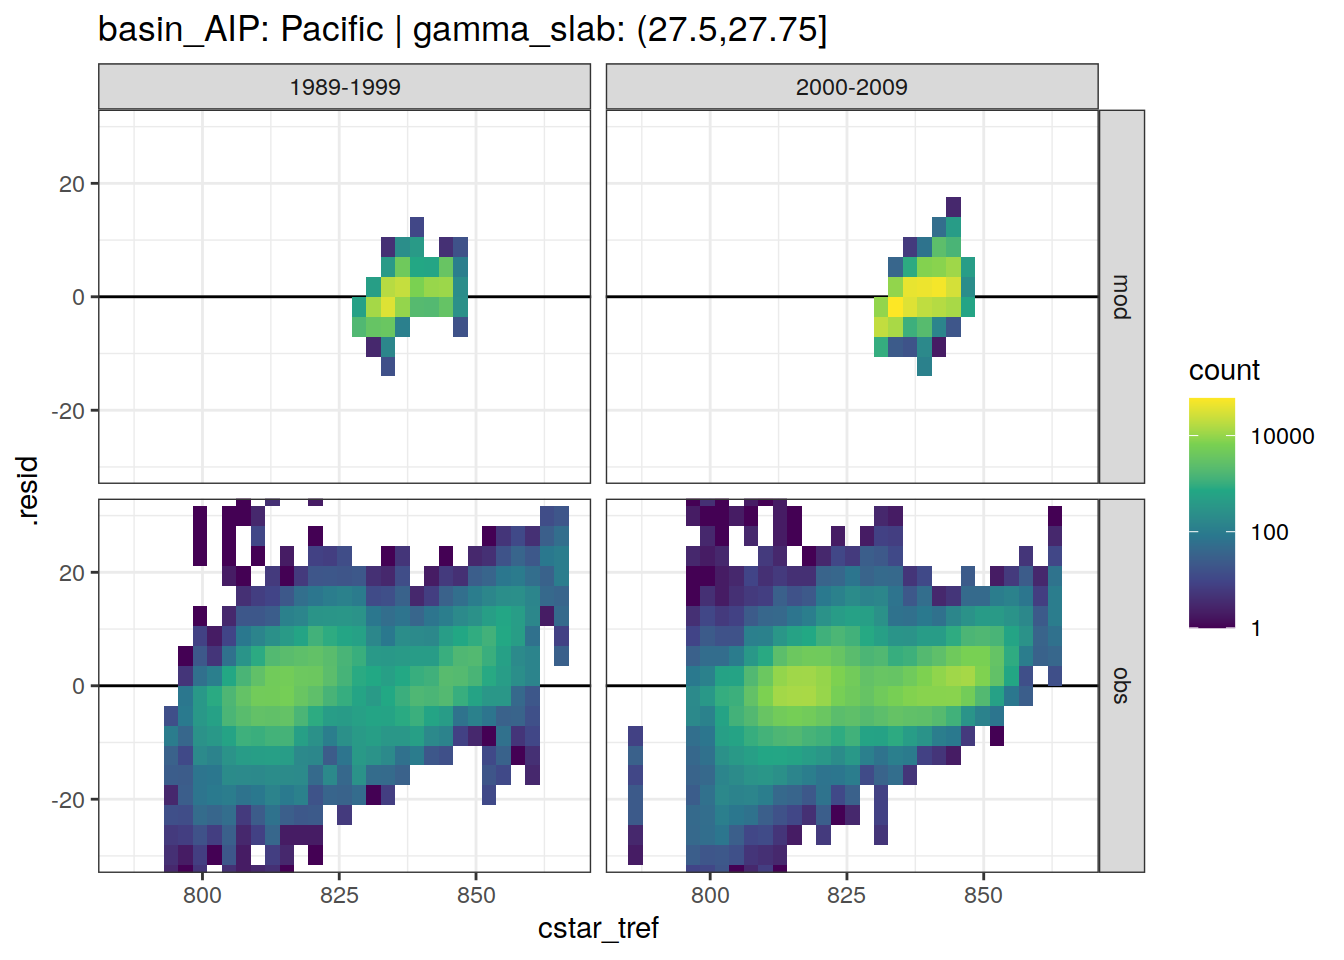 basin_AIP: Pacific | gamma_slab: (27.5,27.75]
1989-1999
2000-2009
20
0
-20
mod
20
0
-20
obs
.resid
800
825
850
800
825
850
cstar_tref
count
10000
100
1